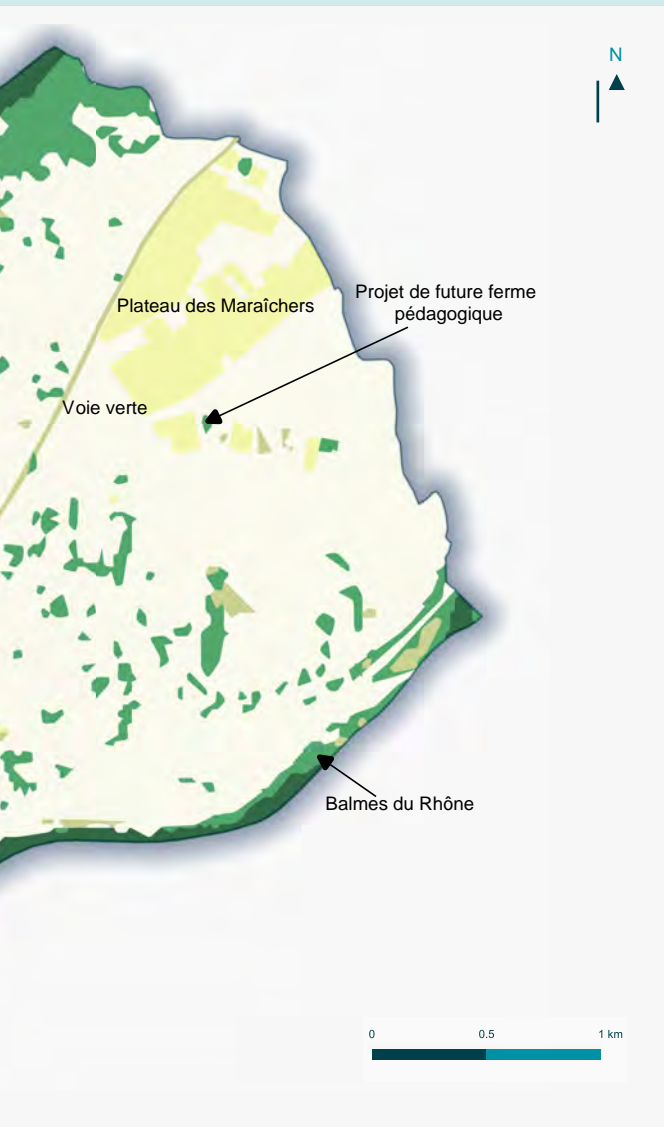 N
Projet de future ferme
pédagogique
Plateau des Maraîchers
Voie verte
Balmes du Rhône
0 0.5 1 km